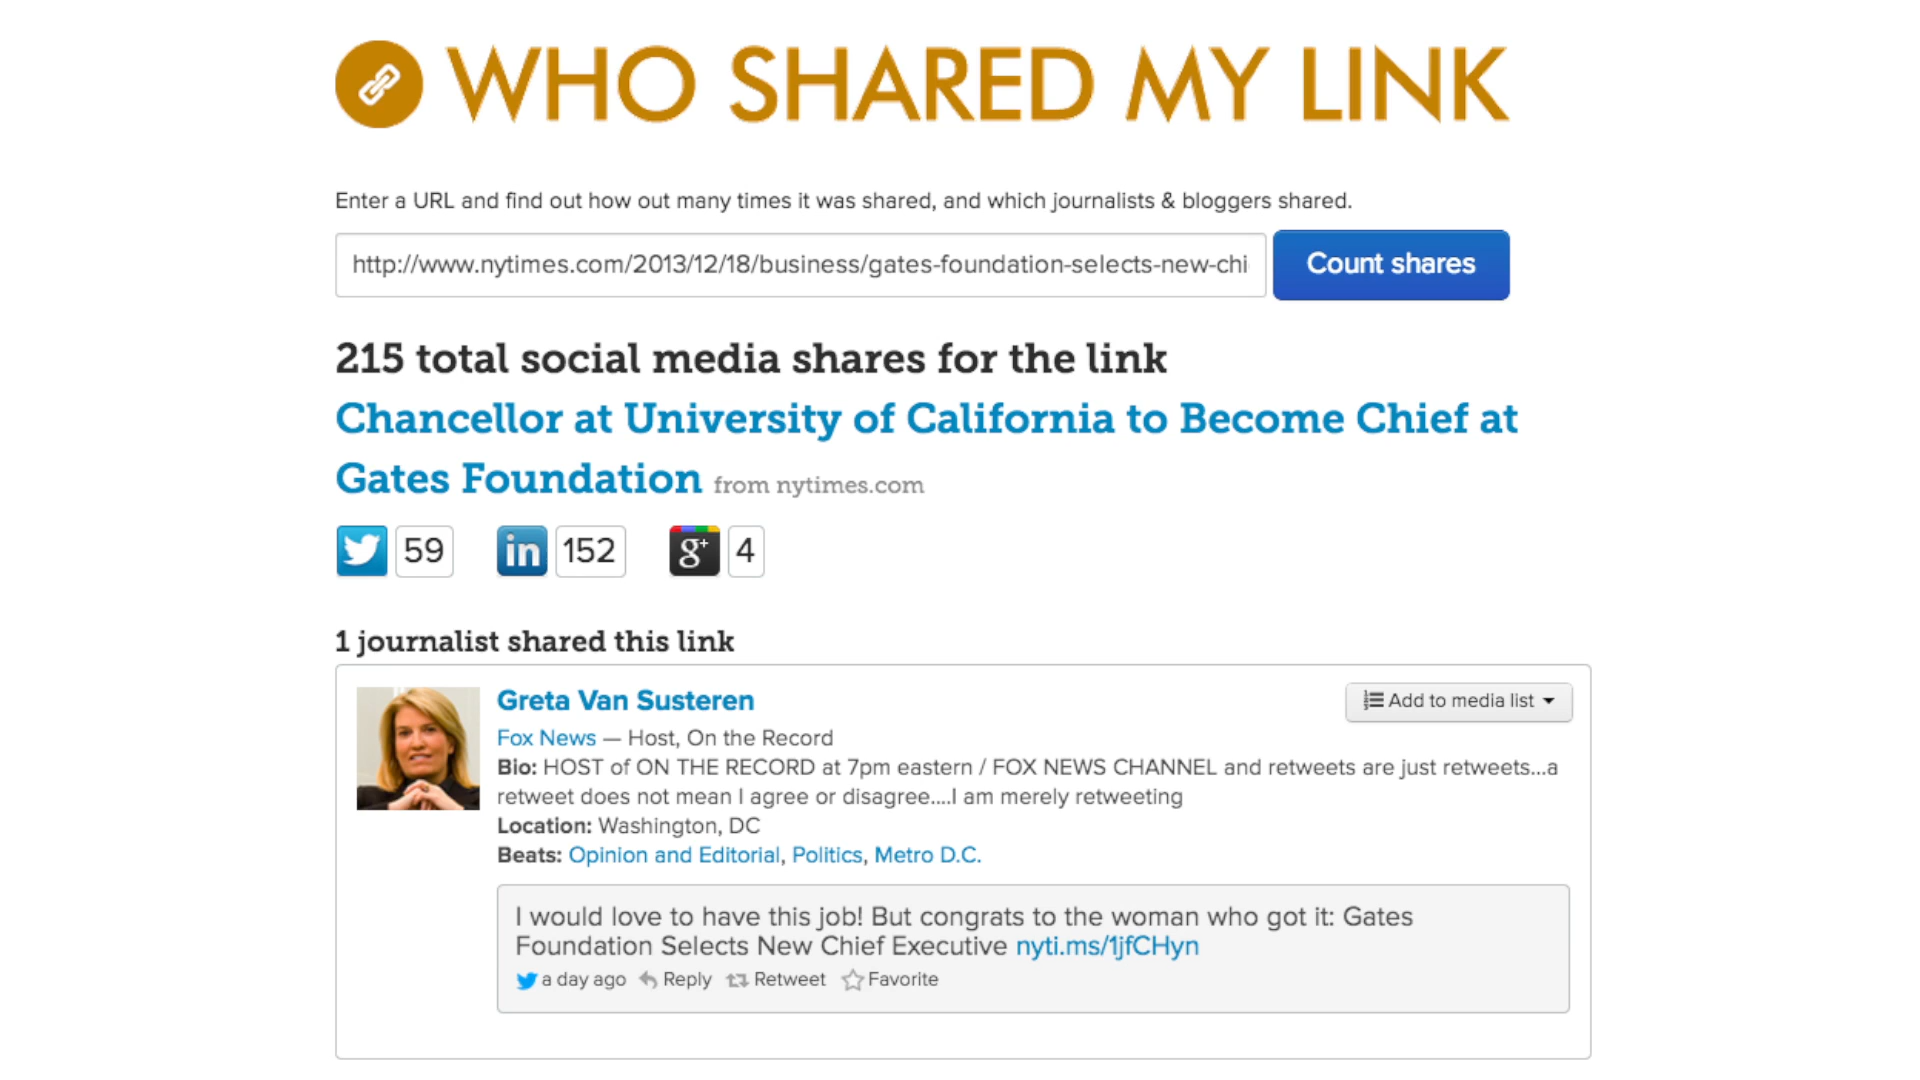 WHO SHARED MY LINK
Enter a URL and find out how out many times it was shared, and which journalists & bloggers shared.
http://www.nytimes.com/2013/12/18/business/gates-foundation-selects-new-chi
Count shares
215 total social media shares for the link
Chancellor at University of California to Become Chief at
Gates Foundation from nytimes.com
59 in 152 g+ 4
1 journalist shared this link
Greta Van Susteren
Add to media list
Fox News — Host, On the Record
Bio: HOST of ON THE RECORD at 7pm eastern / FOX NEWS CHANNEL and retweets are just retweets...a
retweet does not mean I agree or disagree....I am merely retweeting
Location: Washington, DC
Beats: Opinion and Editorial, Politics, Metro D.C.
I would love to have this job! But congrats to the woman who got it: Gates
Foundation Selects New Chief Executive nyti.ms/1jfCHyn
a day ago Reply Retweet Favorite